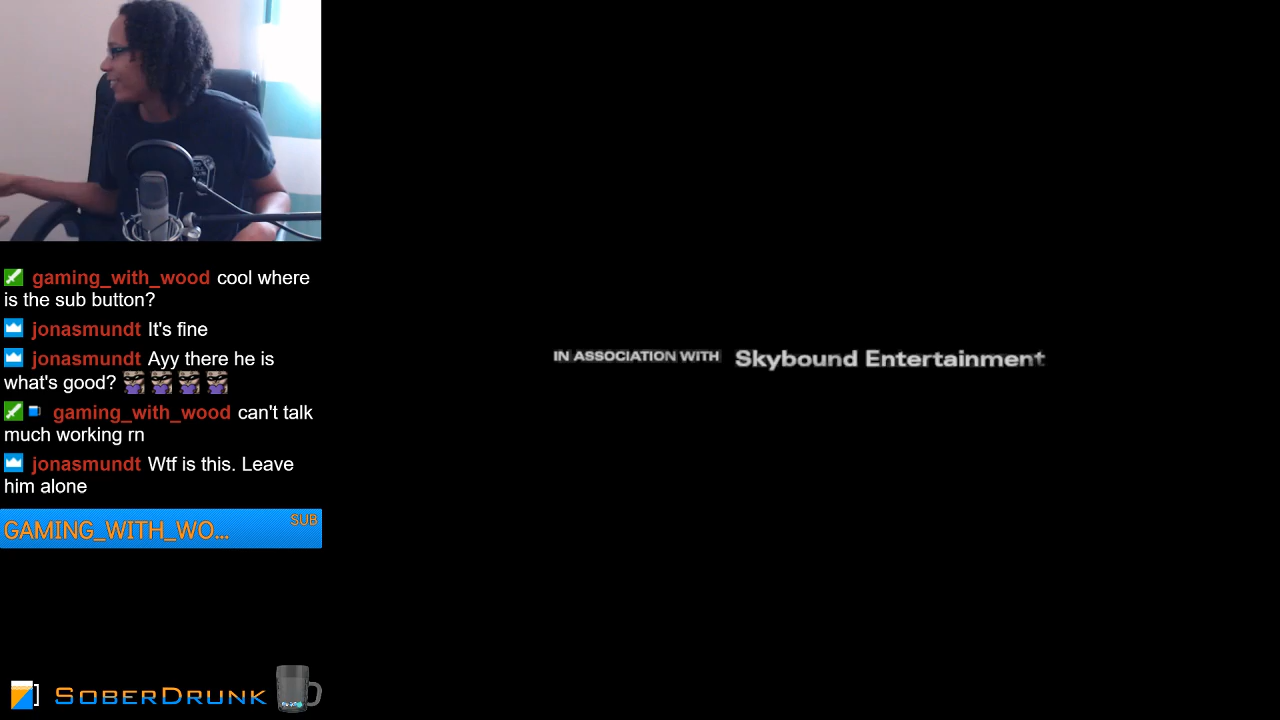 gaming_with_wood cool where
is the sub button?
jonasmundt It's fine
jonasmundt Ayy there he is
what's good?
gaming_with_wood can't talk
much working rn
jonasmundt Wtf is this. Leave
him alone
GAMING_WITH_WO... SUB
SOBERDRUNK
IN ASSOCIATION WITH Skybound Entertainment